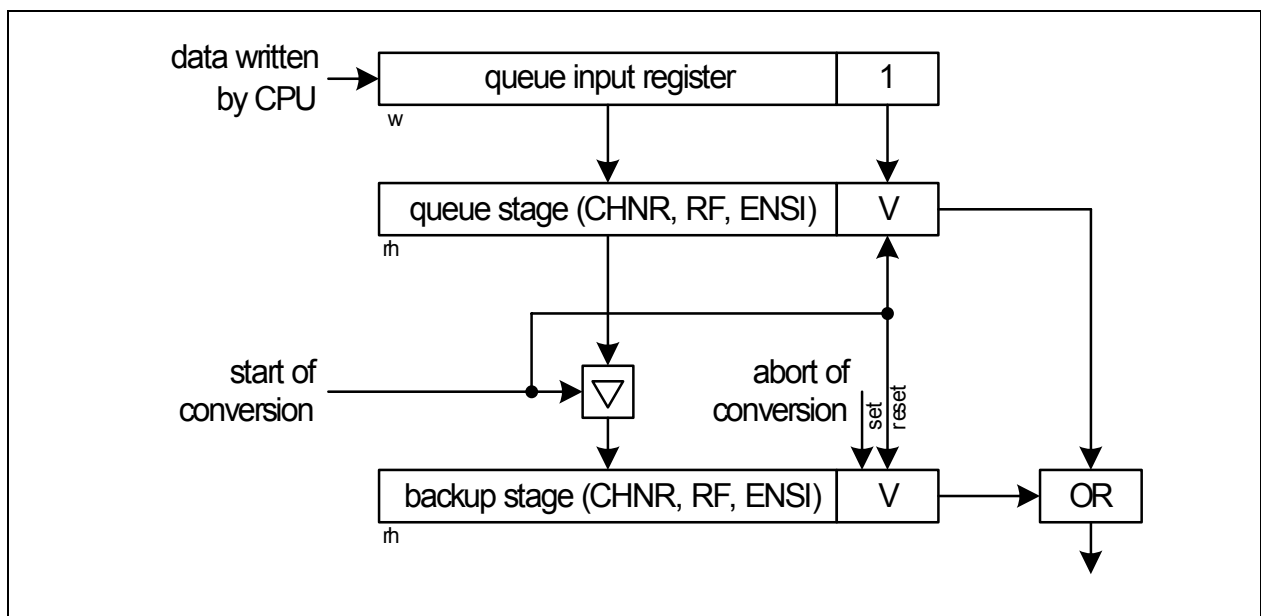 data written
by CPU
queue input register
1
w
queue stage (CHNR, RF, ENSI)
V
rh
start of
conversion
abort of
conversion
set
reset
backup stage (CHNR, RF, ENSI)
V
OR
rh